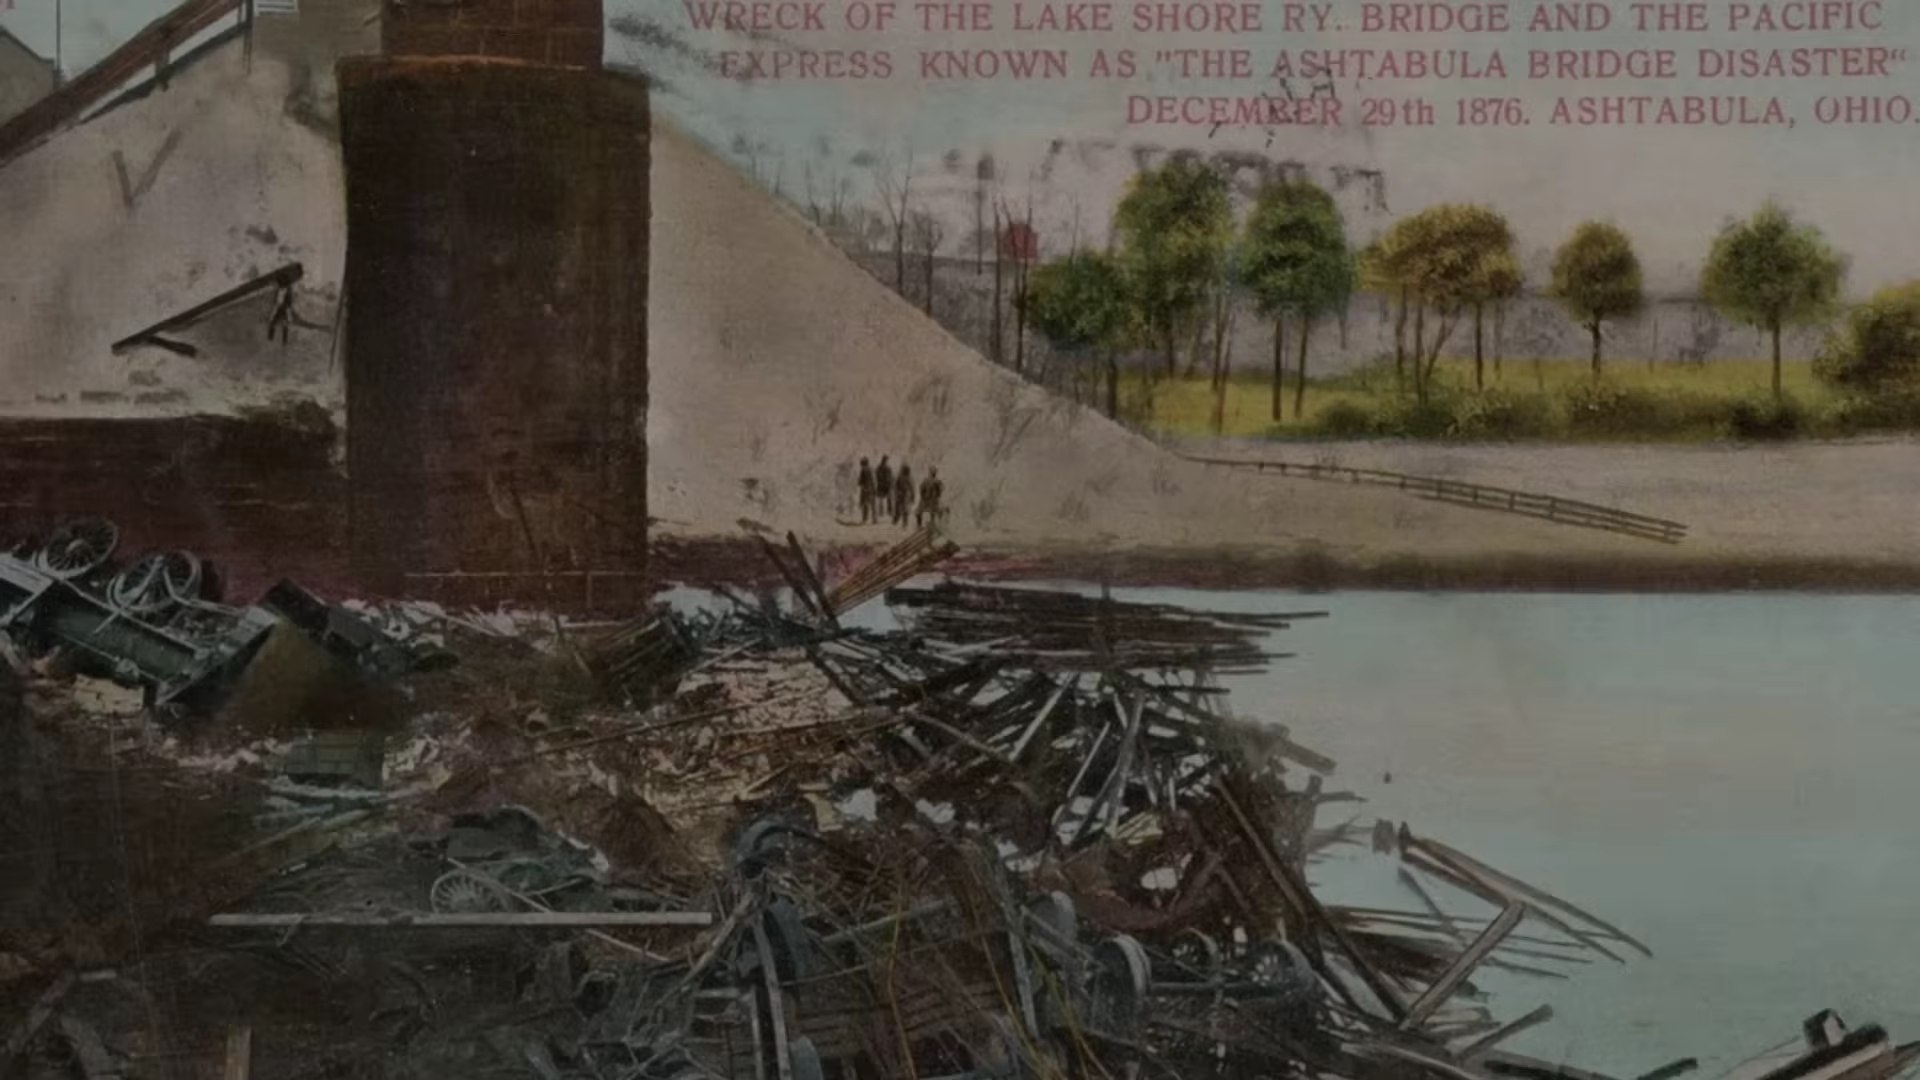 WRECK OF THE LAKE SHORE RY. BRIDGE AND THE PACIFIC
EXPRESS KNOWN AS "THE ASHTABULA BRIDGE DISASTER“
DECEMBER 29th 1876. ASHTABULA, OHIO.